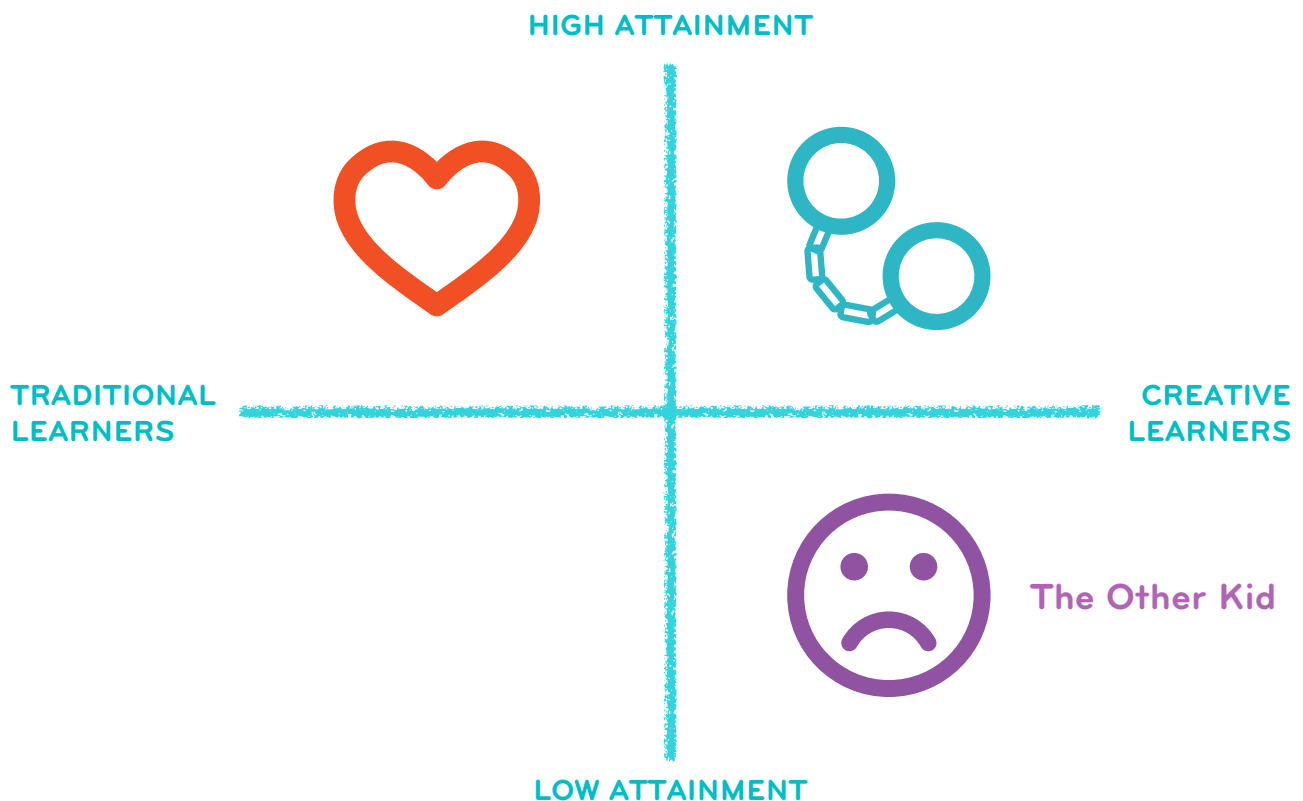 HIGH ATTAINMENT
TRADITIONAL
LEARNERS
CREATIVE
LEARNERS
The Other Kid
LOW ATTAINMENT